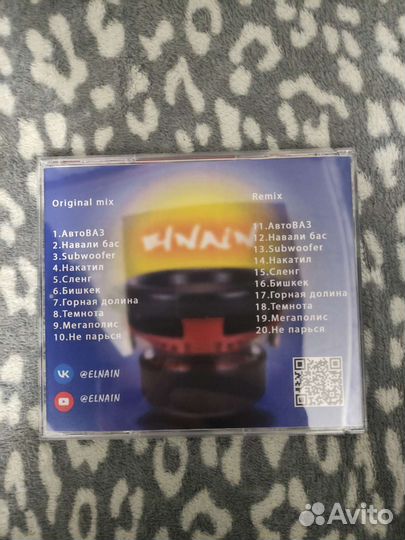 ELNAIN
Original mix
1.АвтоВАЗ
2.Навали бас
3.Subwoofer
4.Накатил
5.Сленг
6.Бишкек
7.Горная долина
8.Темнота
9.Мегаполис
10.Не парься
Remix
11.АвтоВАЗ
12.Навали бас
13.Subwoofer
14.Накатил
15.Сленг
16.Бишкек
17.Горная долина
18.Темнота
19.Мегаполис
20.Не парься
@ELNAIN
@ELNAIN
Avito